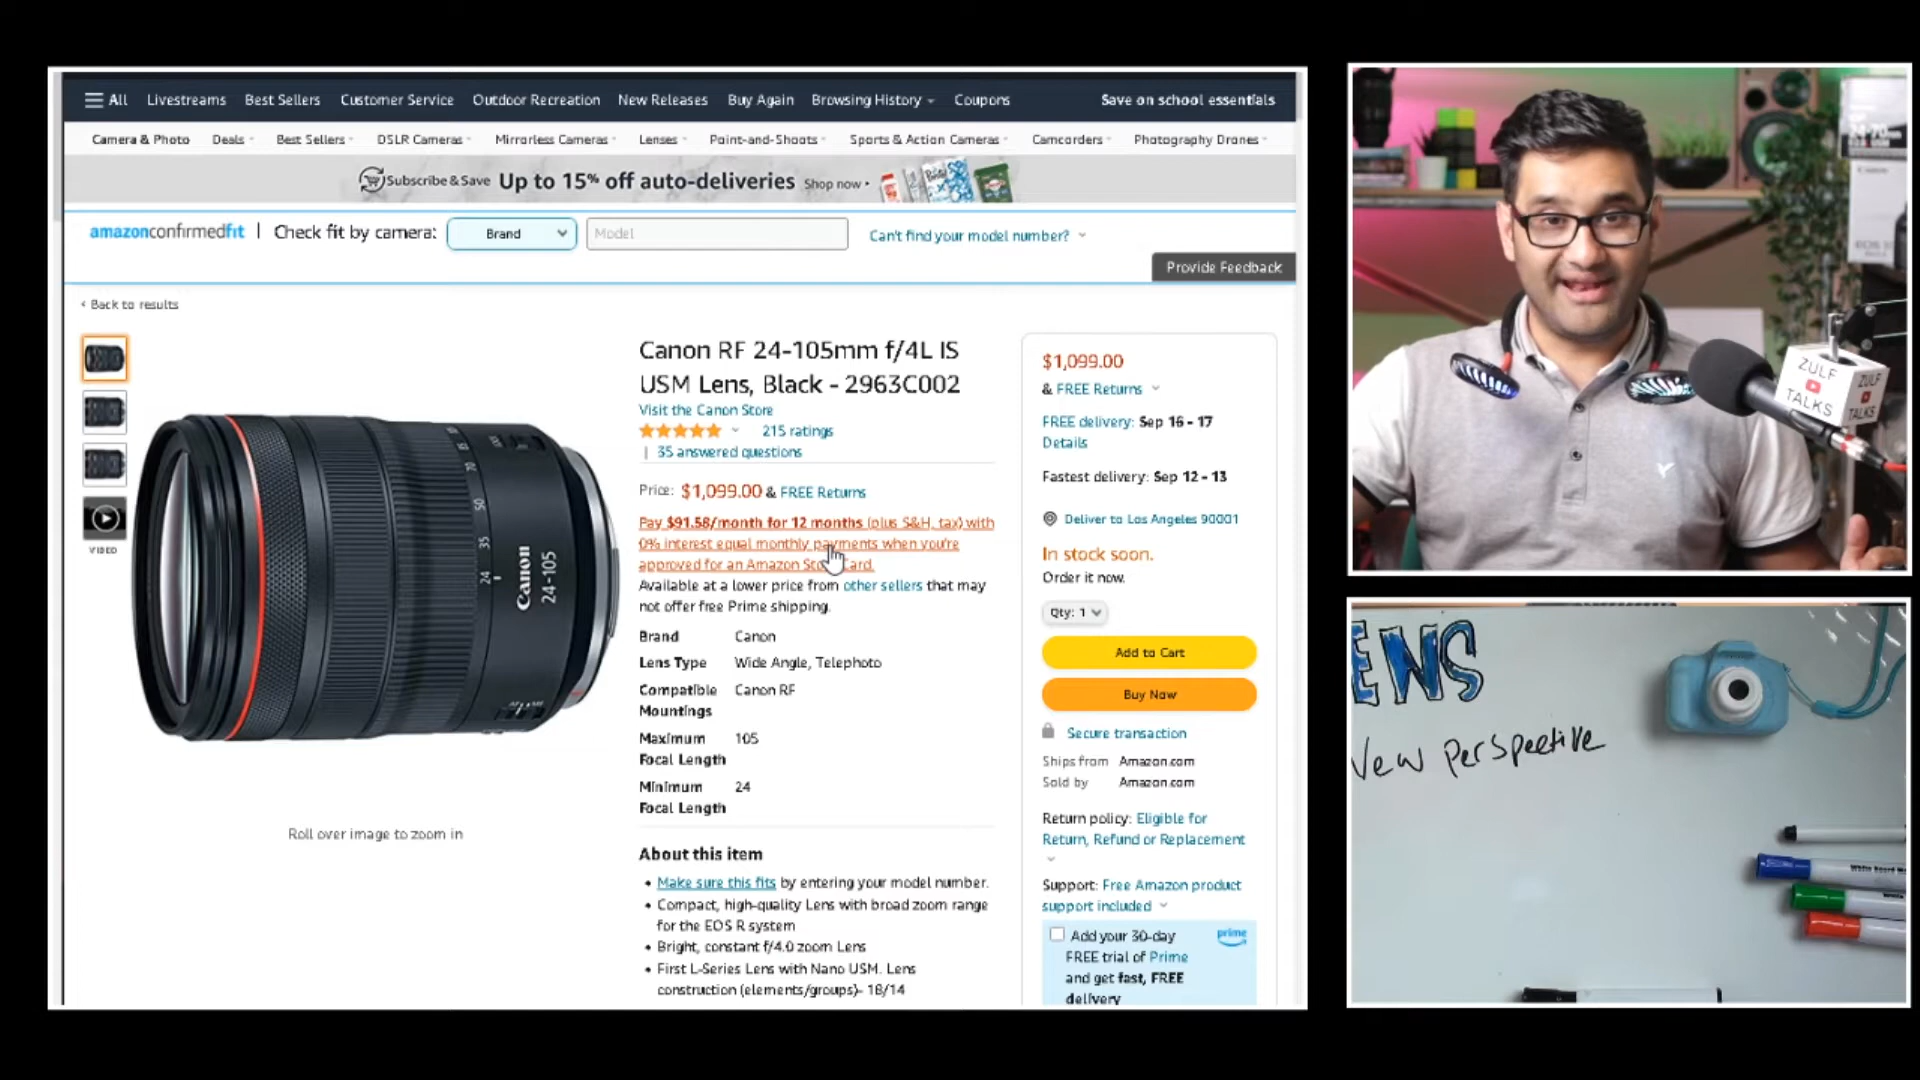 All Livestreams Best Sellers Customer Service Outdoor Recreation New Releases Buy Again Browsing History Coupons Save on school essentials
Camera & Photo Deals Best Sellers DSLR Cameras Mirrorless Cameras Lenses Point-and-Shoots Sports & Action Cameras Camcorders Photography Drones
Subscribe & Save Up to 15% off auto-deliveries Shop now
amazonconfirmedfit | Check fit by camera: Brand Model Can't find your model number?
Provide Feedback
‹ Back to results
VIDEO
Canon 24-105
Roll over image to zoom in
Canon RF 24-105mm f/4L IS
USM Lens, Black - 2963C002
Visit the Canon Store
215 ratings
| 35 answered questions
Price: $1,099.00 & FREE Returns
Pay $91.58/month for 12 months (plus S&H, tax) with
0% interest equal monthly payments when you're
approved for an Amazon Store Card.
Available at a lower price from other sellers that may
not offer free Prime shipping.
Brand Canon
Lens Type Wide Angle, Telephoto
Compatible Canon RF
Mountings
Maximum 105
Focal Length
Minimum 24
Focal Length
About this item
• Make sure this fits by entering your model number.
• Compact, high-quality Lens with broad zoom range
for the EOS R system
• Bright, constant f/4.0 zoom Lens
• First L-Series Lens with Nano USM. Lens
construction (elements/groups)- 18/14
$1,099.00
& FREE Returns
FREE delivery: Sep 16 - 17
Details
Fastest delivery: Sep 12 - 13
Deliver to Los Angeles 90001
In stock soon.
Order it now.
Qty: 1
Add to Cart
Buy Now
Secure transaction
Ships from Amazon.com
Sold by Amazon.com
Return policy: Eligible for
Return, Refund or Replacement
Support: Free Amazon product
support included
Add your 30-day prime
FREE trial of Prime
and get fast, FREE
delivery
24-70
ZULF
TALKS
ZULF
TALKS
ENS
New Perspective